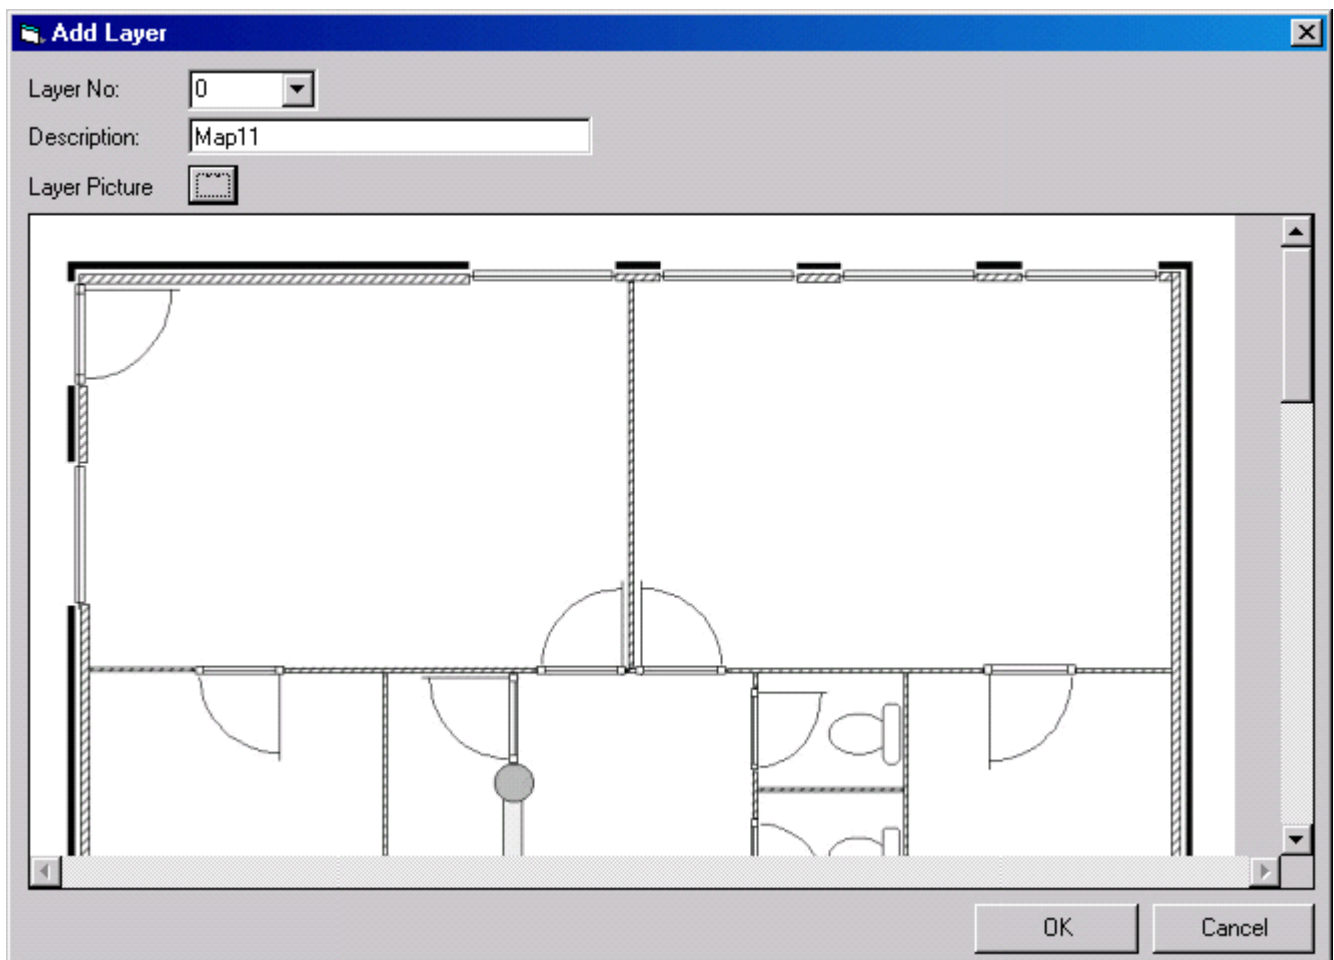 Add Layer
Layer No: 0
Description: Map11
Layer Picture
OK Cancel